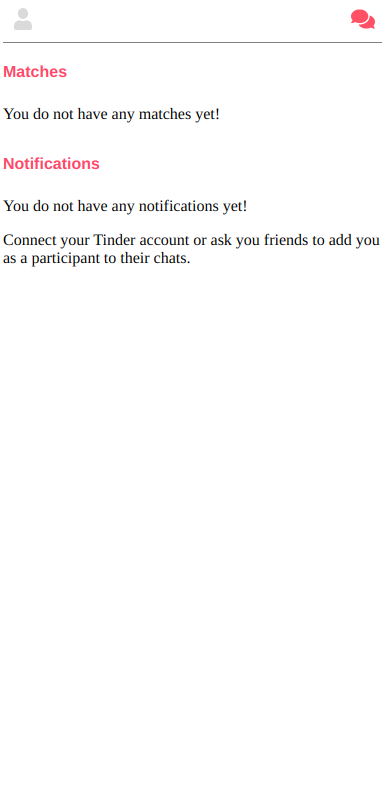 Matches
You do not have any matches yet!
Notifications
You do not have any notifications yet!
Connect your Tinder account or ask you friends to add you
as a participant to their chats.